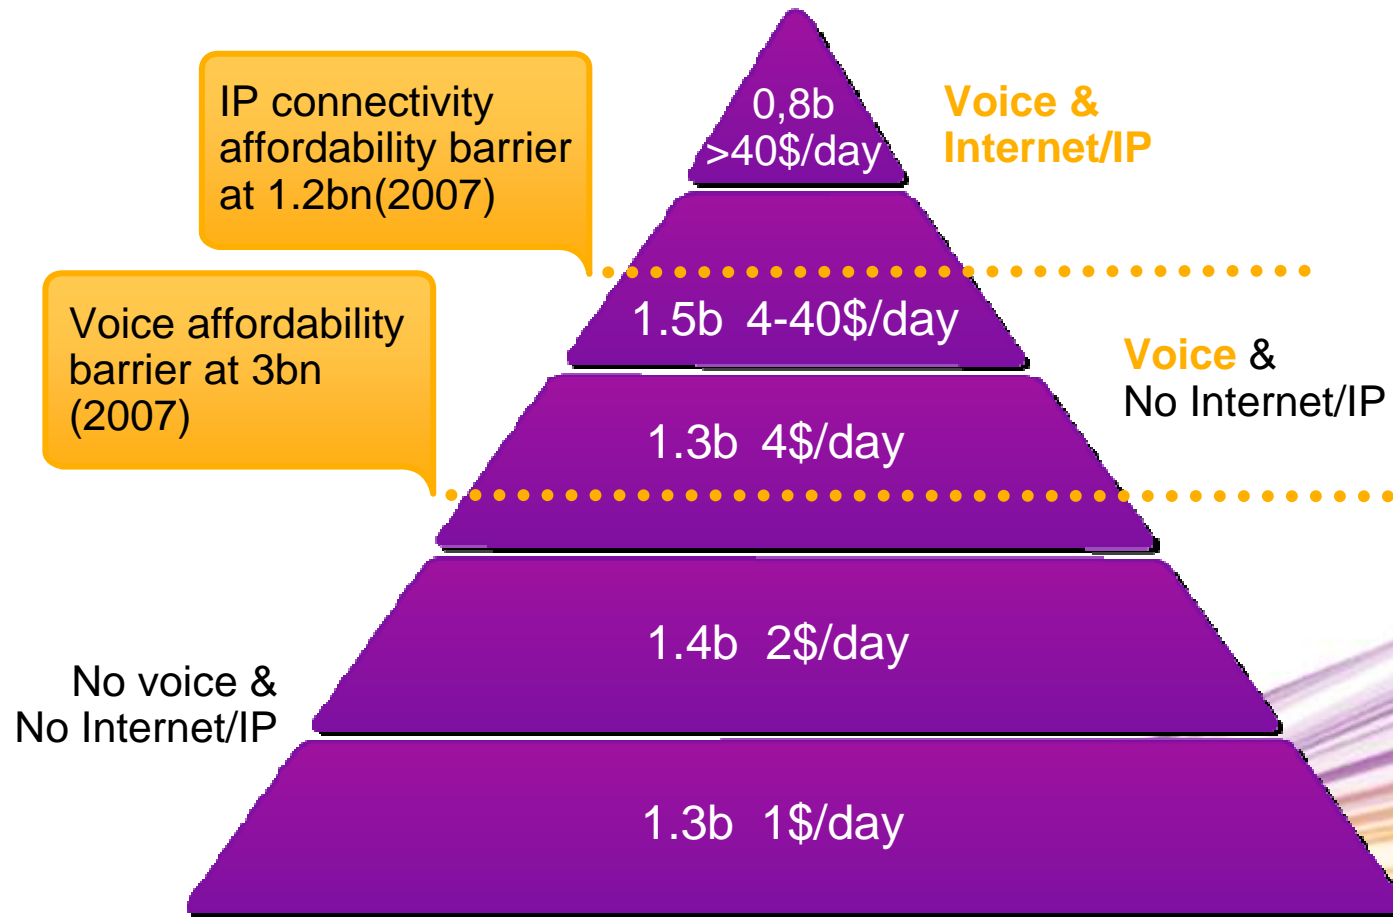 0,8b
>40$/day
Voice &
Internet/IP
IP connectivity
affordability barrier
at 1.2bn(2007)
1.5b 4-40$/day
Voice affordability
barrier at 3bn
(2007)
Voice &
No Internet/IP
1.3b 4$/day
1.4b 2$/day
No voice &
No Internet/IP
1.3b 1$/day